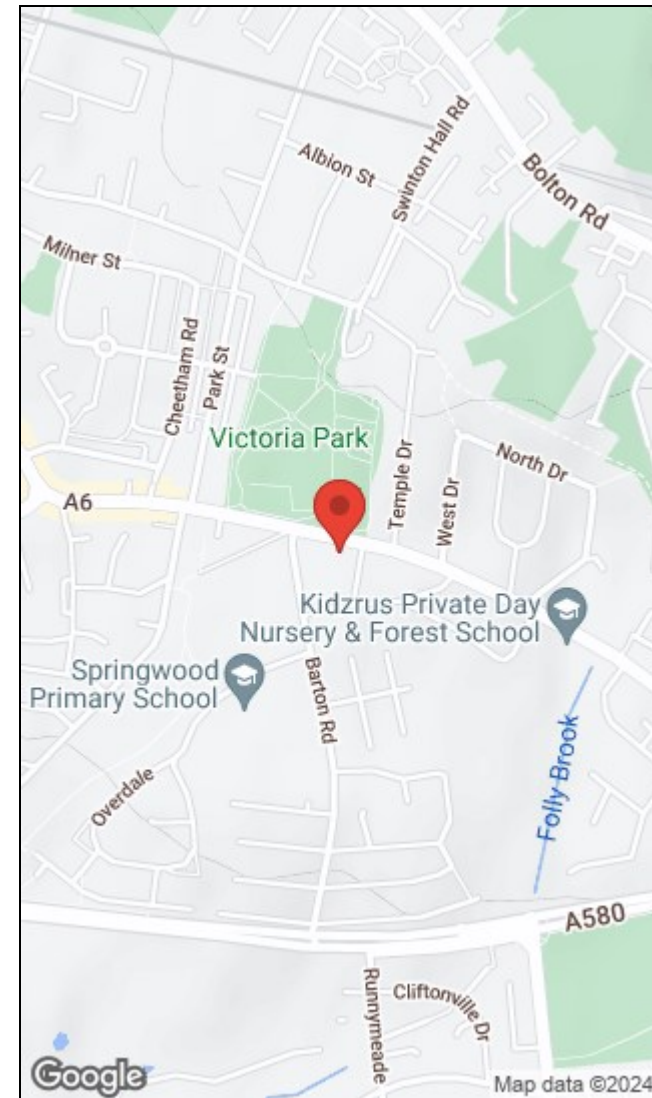 Swinton Hall Rd
Albion St
Bolton Rd
Milner St
Cheetham Rd
Park St
Victoria Park
Temple Dr
North Dr
West Dr
A6
Kidzrus Private Day
Nursery & Forest School
Springwood
Primary School
Barton Rd
Folly Brook
Overdale
A580
Runnymeade
Cliftonville Dr
Google
Map data ©2024